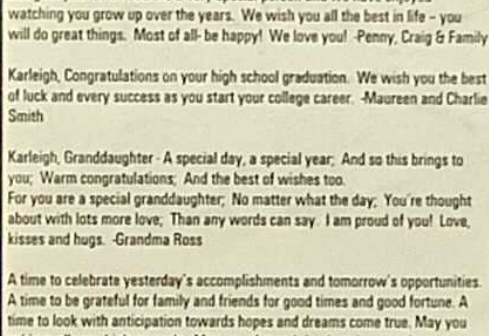 watching you grow up over the years. We wish you all the best in life - you
will do great things. Most of all- be happy! We love you! -Penny, Craig & Family
Karleigh, Congratulations on your high school graduation. We wish you the best
of luck and every success as you start your college career. -Maureen and Charlie
Smith
Karleigh, Granddaughter - A special day, a special year; And so this brings to
you; Warm congratulations; And the best of wishes too.
For you are a special granddaughter; No matter what the day; You're thought
about with lots more love; Than any words can say. I am proud of you! Love,
kisses and hugs. -Grandma Ross
A time to celebrate yesterday's accomplishments and tomorrow's opportunities.
A time to be grateful for family and friends for good times and good fortune. A
time to look with anticipation towards hopes and dreams come true. May you